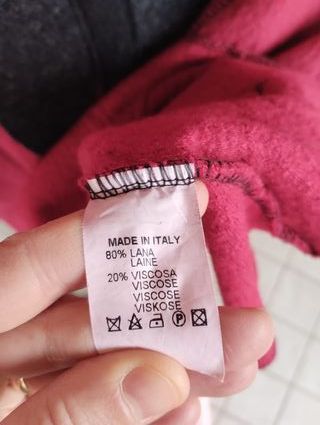 MADE IN ITALY
80% LANA
LAINE
20% VISCOSA
VISCOSE
VISCOSE
VISKOSE
P